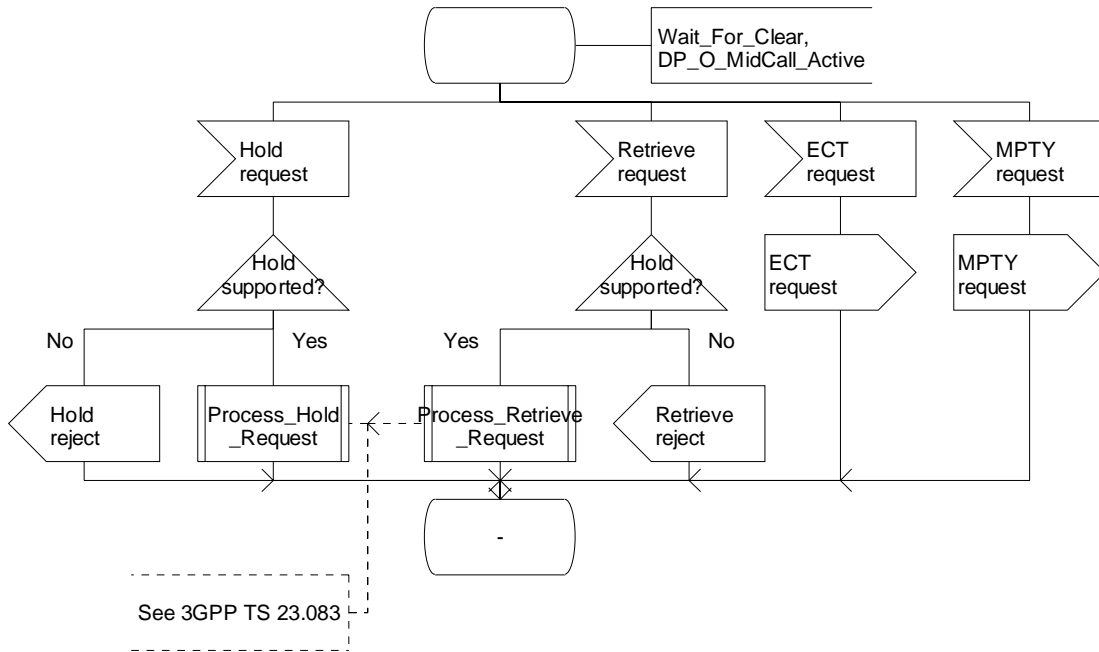 Wait_For_Clear,
DP_O_MidCall_Active
Hold
request
Retrieve
request
ECT
request
MPTY
request
Hold
supported?
Hold
supported?
ECT
request
MPTY
request
No
Yes
Yes
No
Hold
reject
Process_Hold
_Request
Process_Retrieve
_Request
Retrieve
reject
-
See 3GPP TS 23.083